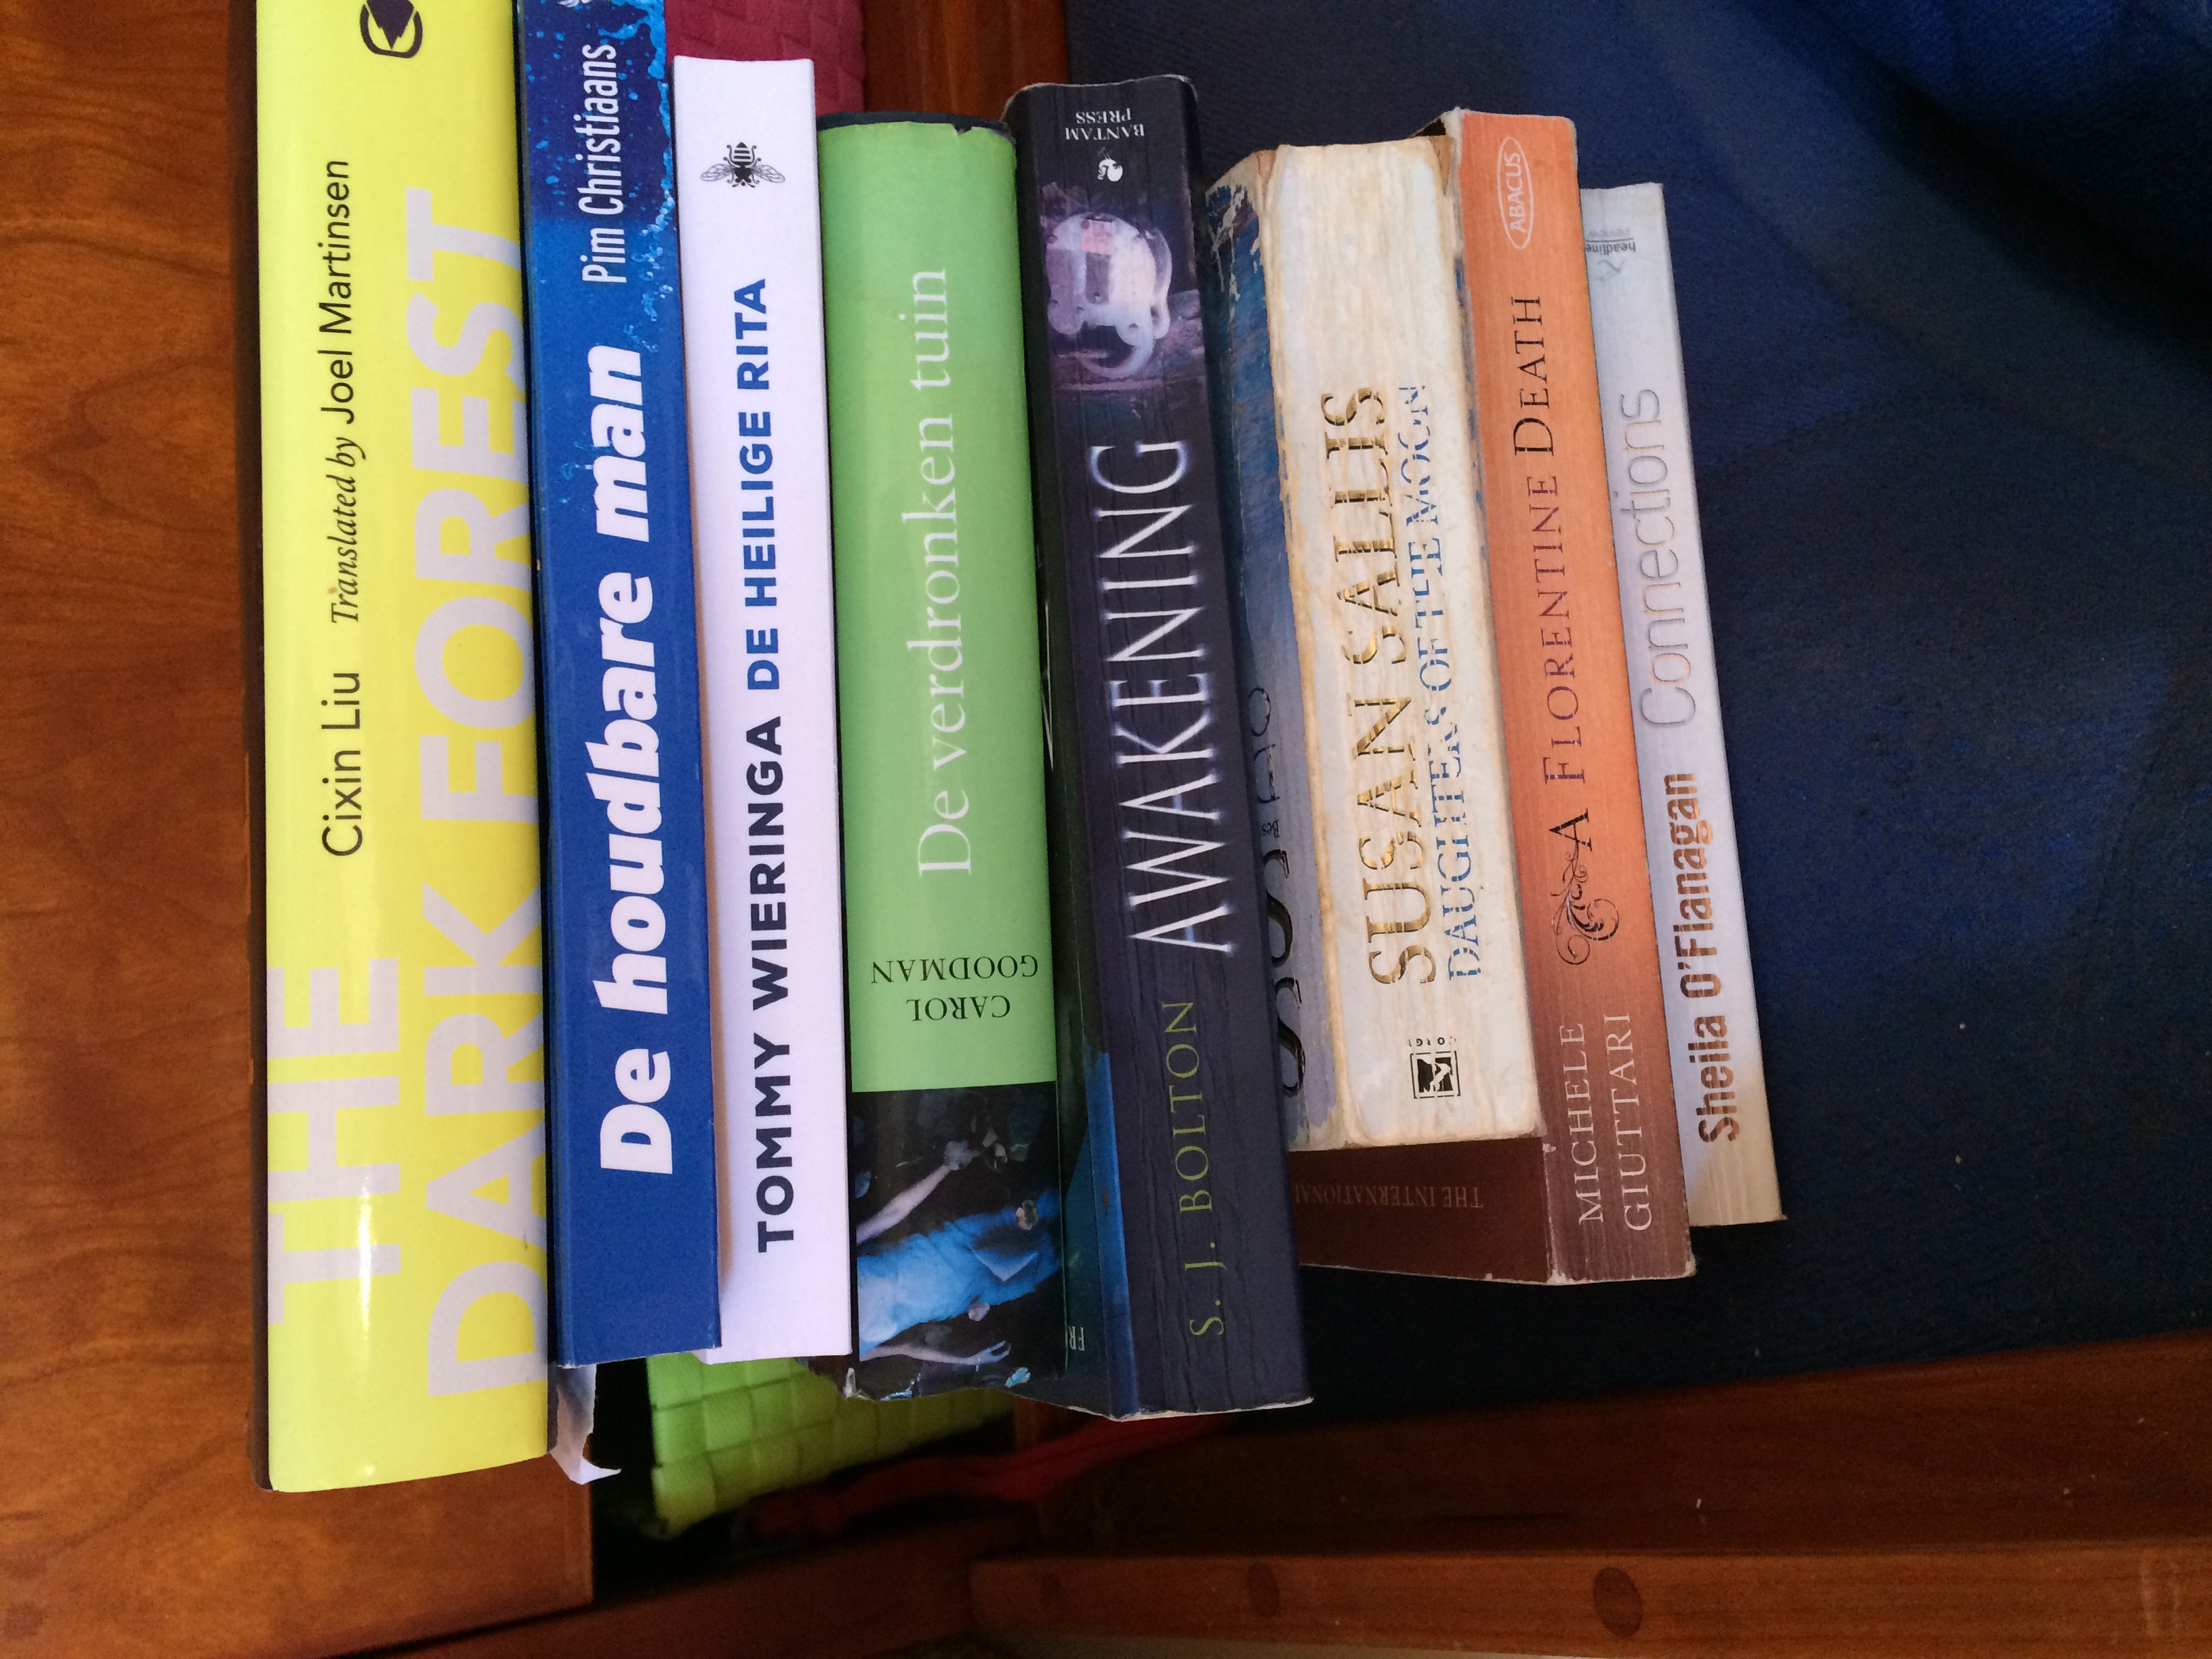 Cixin Liu Translated by Joel Martinsen
THE
DARK FOREST
De houdbare man Pim Christiaans
TOMMY WIERINGA DE HEILIGE RITA
CAROL
GOODMAN
De verdronken tuin
S. J. BOLTON AWAKENING
BANTAM
PRESS
SUSAN SALLIS
DAUGHTERS OF THE MOON
THE INTERNATIONAL
MICHELE
GIUTTARI
A FLORENTINE DEATH
ABACUS
Sheila O'Flanagan Connections
headline
review